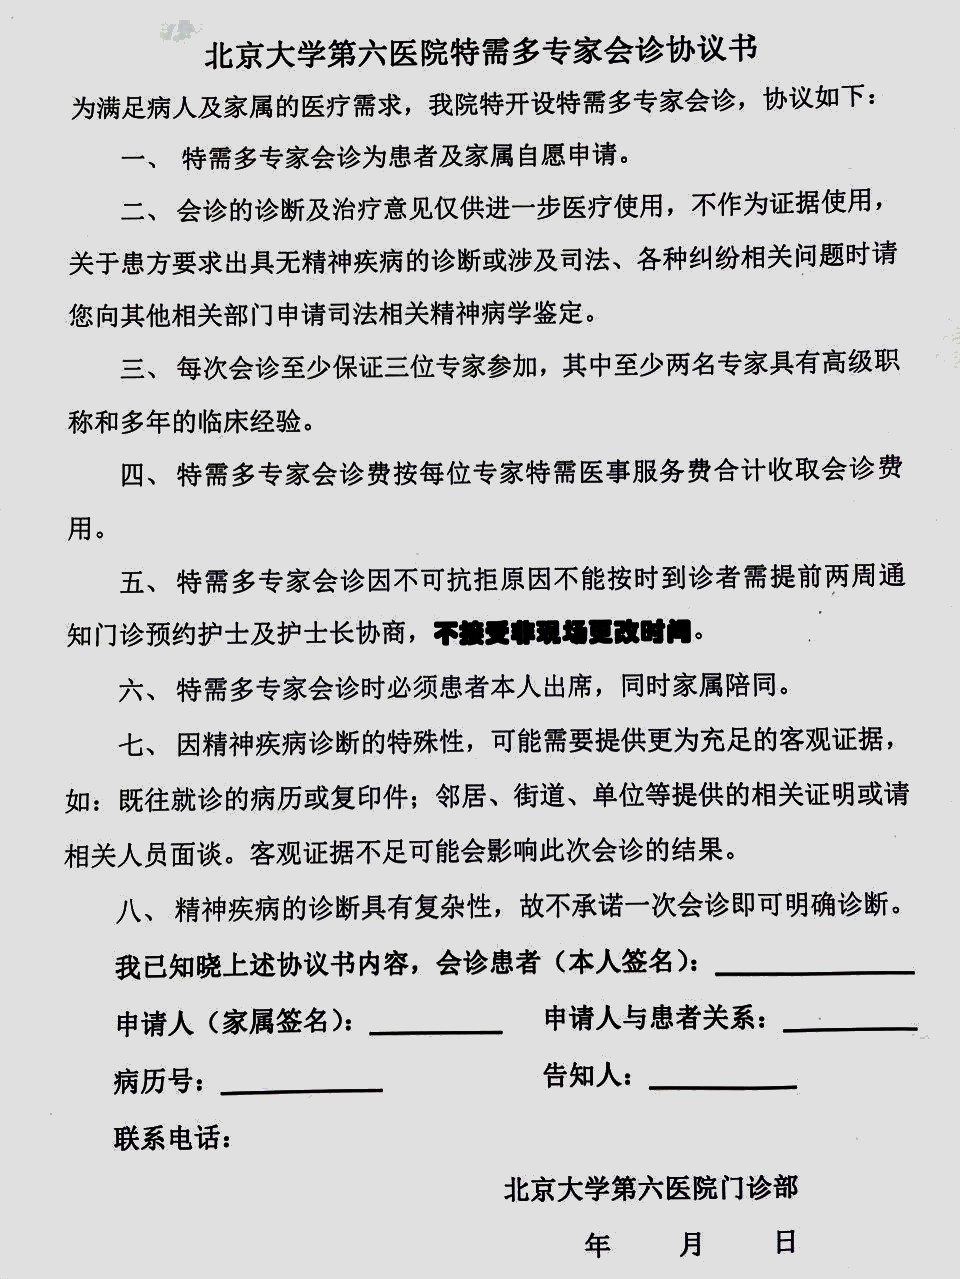 北京大学第六医院特需多专家会诊协议书
为满足病人及家属的医疗需求，我院特开设特需多专家会诊，协议如下：
一、 特需多专家会诊为患者及家属自愿申请。
二、 会诊的诊断及治疗意见仅供进一步医疗使用，不作为证据使用，
关于患方要求出具无精神疾病的诊断或涉及司法、各种纠纷相关问题时请
您向其他相关部门申请司法相关精神病学鉴定。
三、 每次会诊至少保证三位专家参加，其中至少两名专家具有高级职
称和多年的临床经验。
四、 特需多专家会诊费按每位专家特需医事服务费合计收取会诊费
用。
五、 特需多专家会诊因不可抗拒原因不能按时到诊者需提前两周通
知门诊预约护士及护士长协商，不接受非现场更改时间。
六、 特需多专家会诊时必须患者本人出席，同时家属陪同。
七、 因精神疾病诊断的特殊性，可能需要提供更为充足的客观证据，
如：既往就诊的病历或复印件；邻居、街道、单位等提供的相关证明或请
相关人员面谈。客观证据不足可能会影响此次会诊的结果。
八、 精神疾病的诊断具有复杂性，故不承诺一次会诊即可明确诊断。
我已知晓上述协议书内容，会诊患者（本人签名）：
申请人（家属签名）： 申请人与患者关系：
病历号： 告知人：
联系电话：
北京大学第六医院门诊部
年 月 日